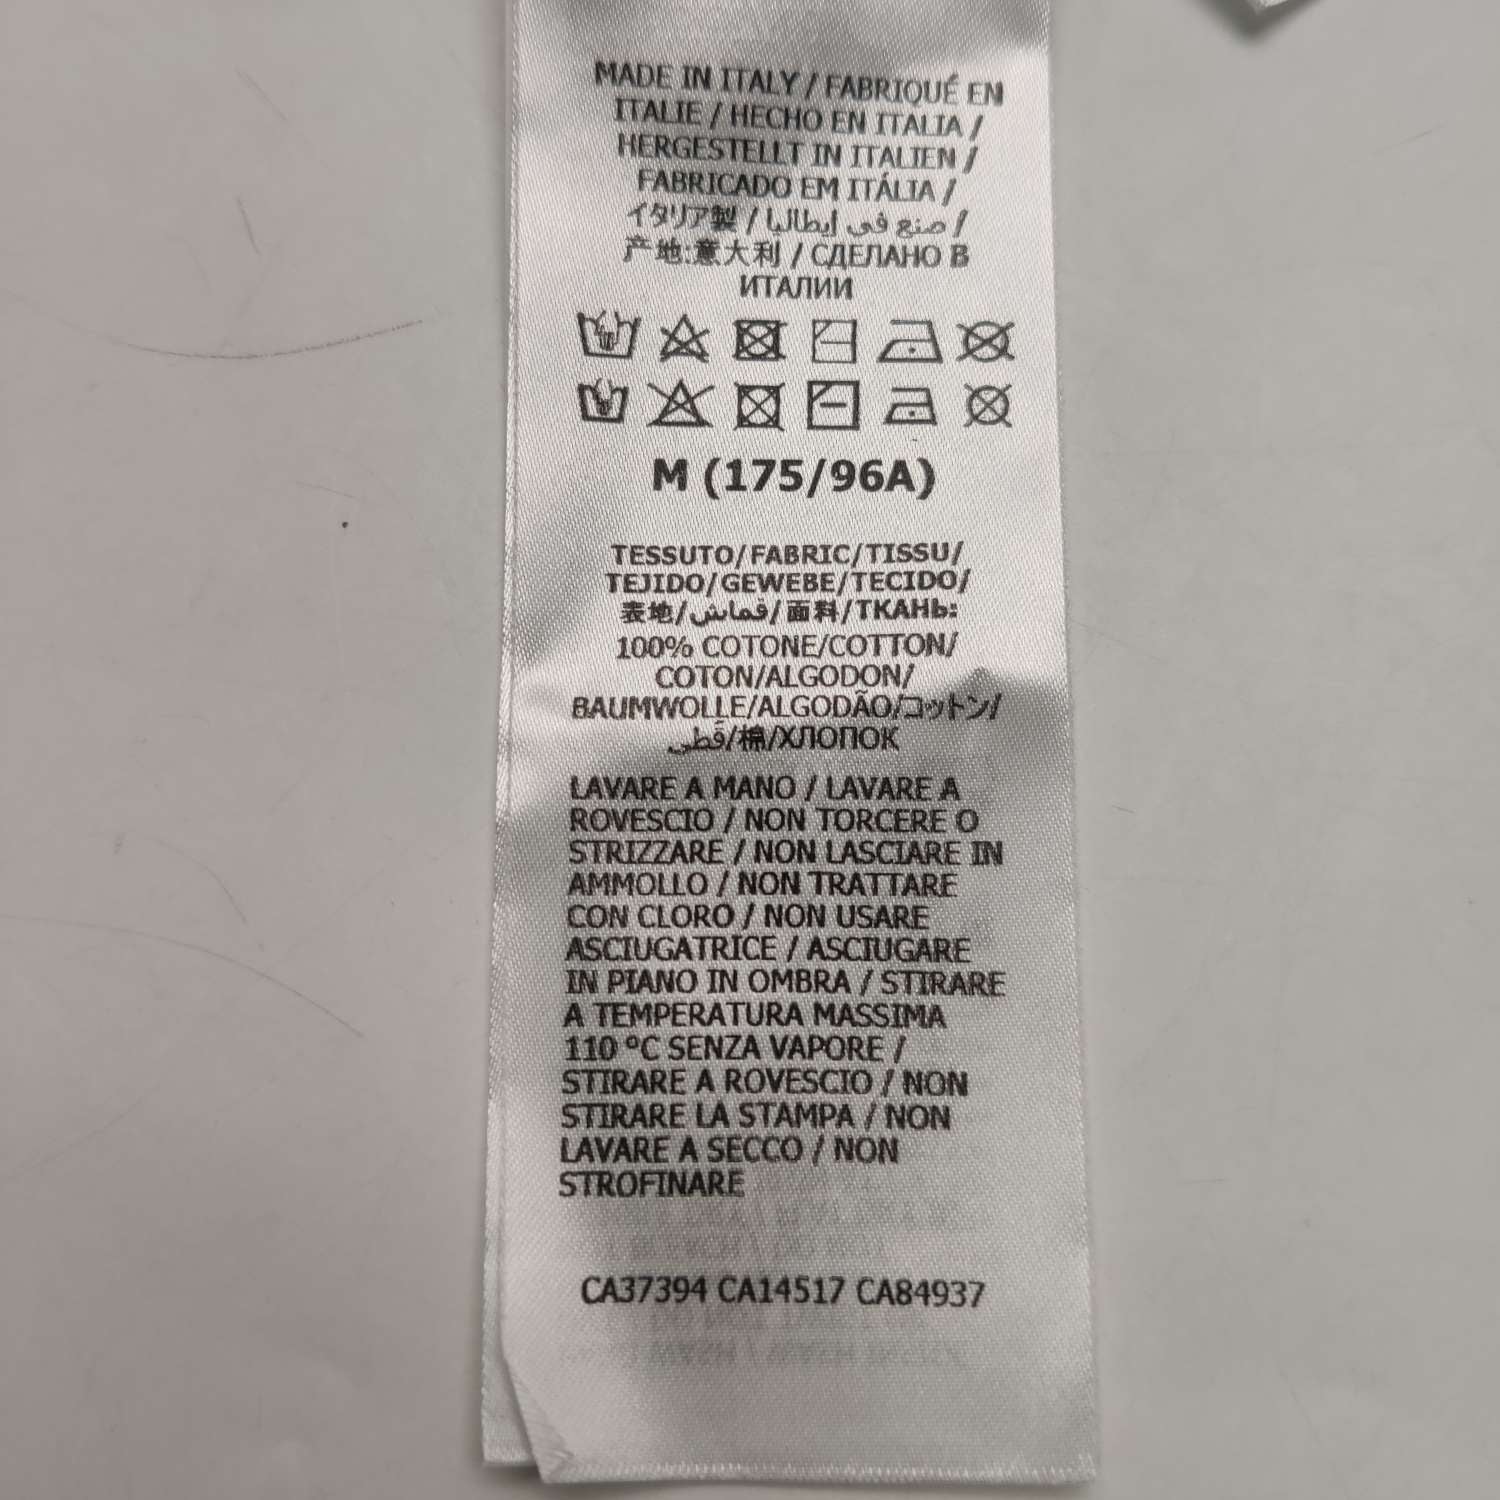 MADE IN ITALY / FABRIQUÉ EN
ITALIE / HECHO EN ITALIA /
HERGESTELLT IN ITALIEN /
FABRICADO EM ITÁLIA /
イタリア製 / صنع في إيطاليا /
产地:意大利 / СДЕЛАНО В
ИТАЛИИ
M (175/96A)
TESSUTO/FABRIC/TISSU/
TEJIDO/GEWEBE/TECIDO/
表地/قماش/面料/ТКАНЬ:
100% COTONE/COTTON/
COTON/ALGODON/
BAUMWOLLE/ALGODÃO/コットン/
قطني/棉/ХЛОПОК
LAVARE A MANO / LAVARE A
ROVESCIO / NON TORCERE O
STRIZZARE / NON LASCIARE IN
AMMOLLO / NON TRATTARE
CON CLORO / NON USARE
ASCIUGATRICE / ASCIUGARE
IN PIANO IN OMBRA / STIRARE
A TEMPERATURA MASSIMA
110 °C SENZA VAPORE /
STIRARE A ROVESCIO / NON
STIRARE LA STAMPA / NON
LAVARE A SECCO / NON
STROFINARE
CA37394 CA14517 CA84937